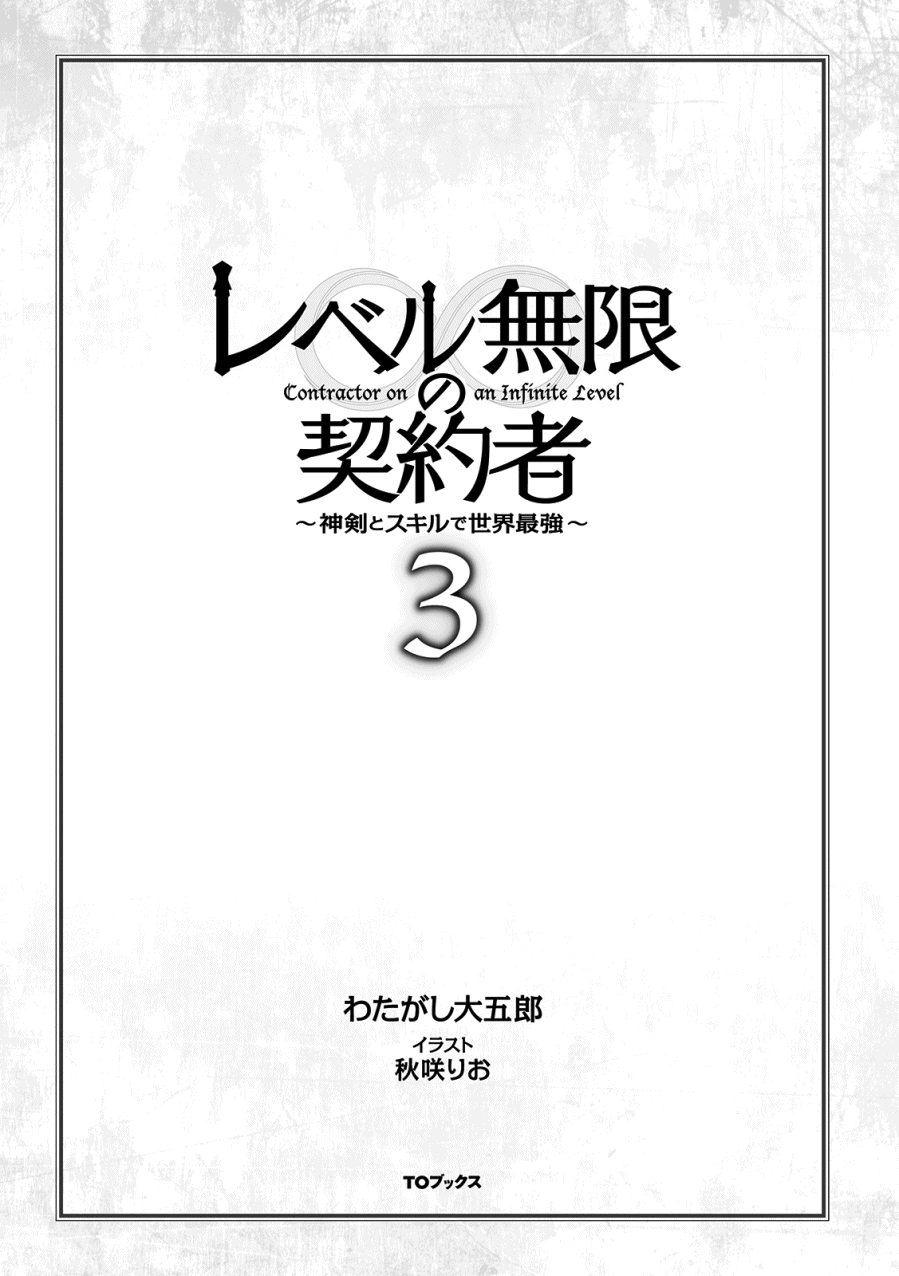 レベル無限
の
Contractor on an Infinite Level
契約者
～神剣とスキルで世界最強～
3
わたがし大五郎
イラスト
秋咲りお
TOブックス